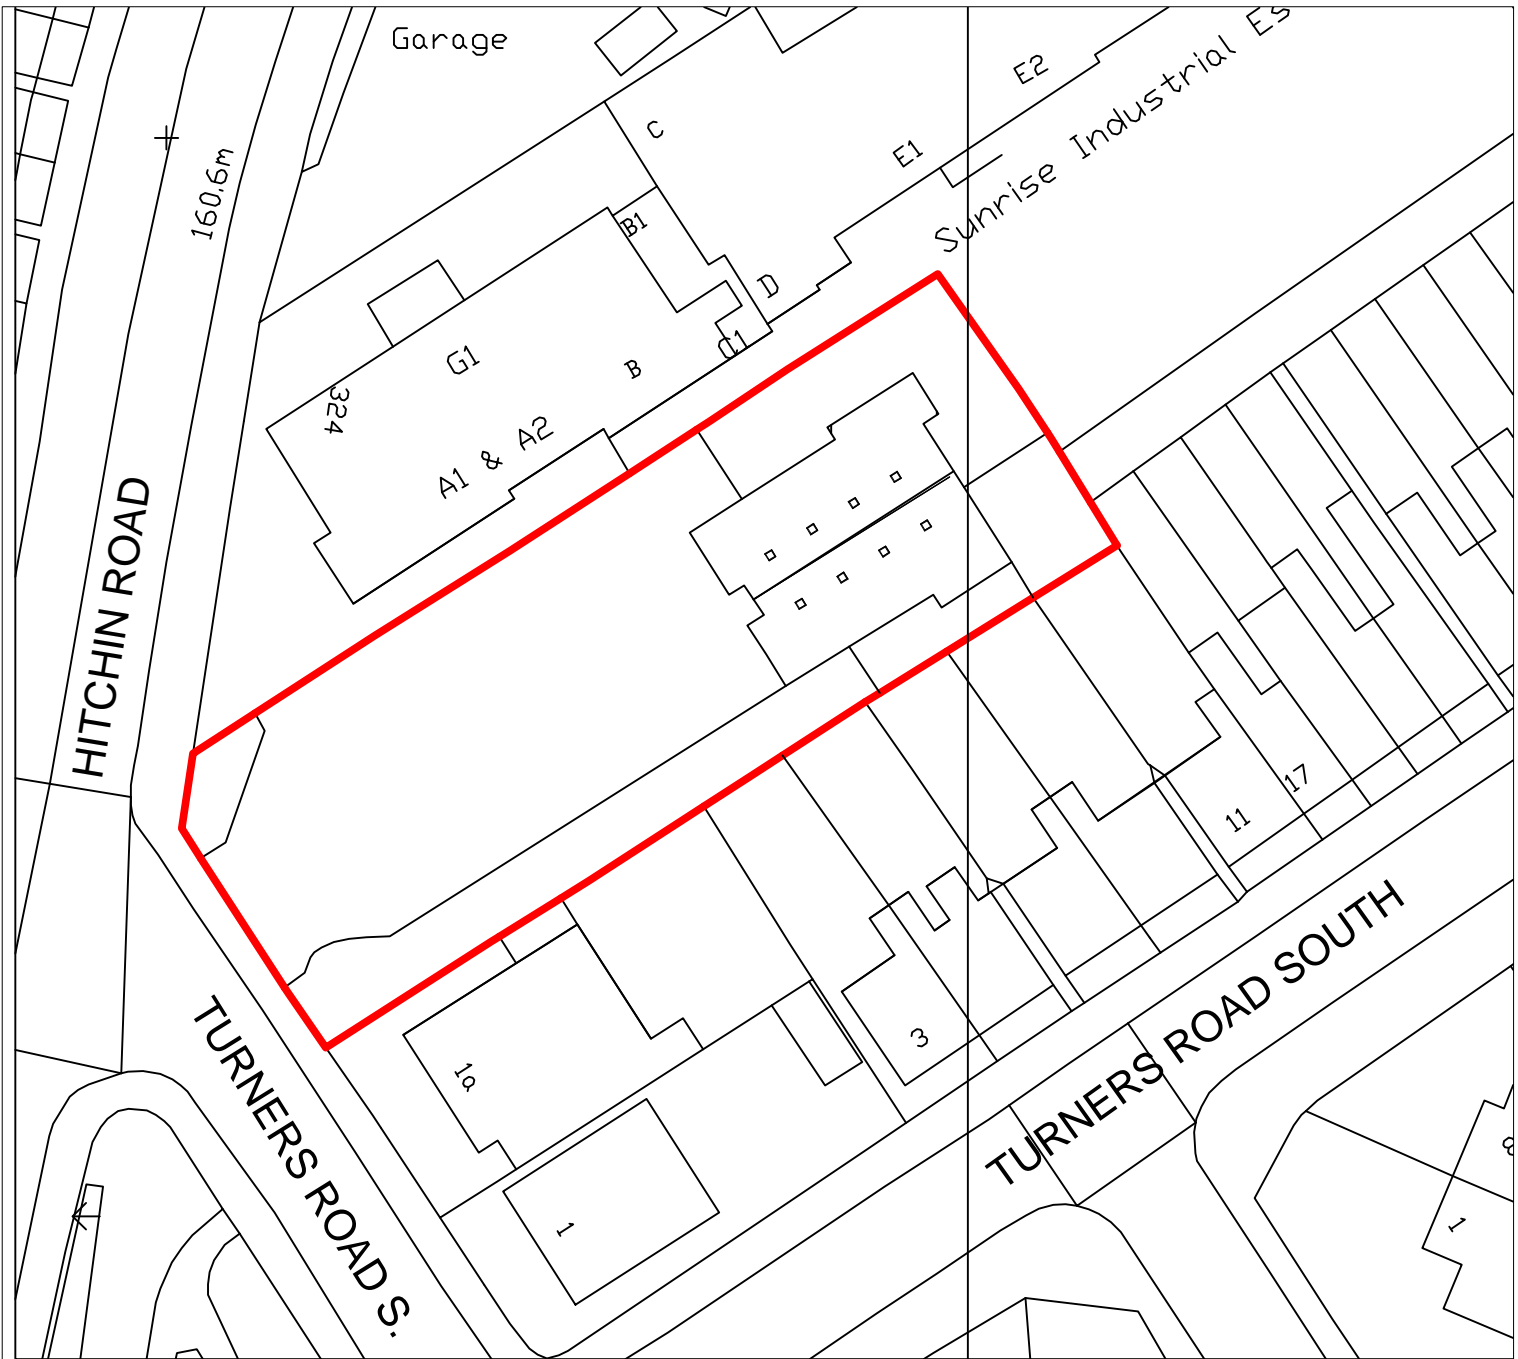 Garage
E2
Sunrise Industrial Es
C
E1
160.6m
B1
D
C1
G1
B
324
A1 & A2
HITCHIN ROAD
17
11
TURNERS ROAD SOUTH
3
1a
TURNERS ROAD S.
1
1
8